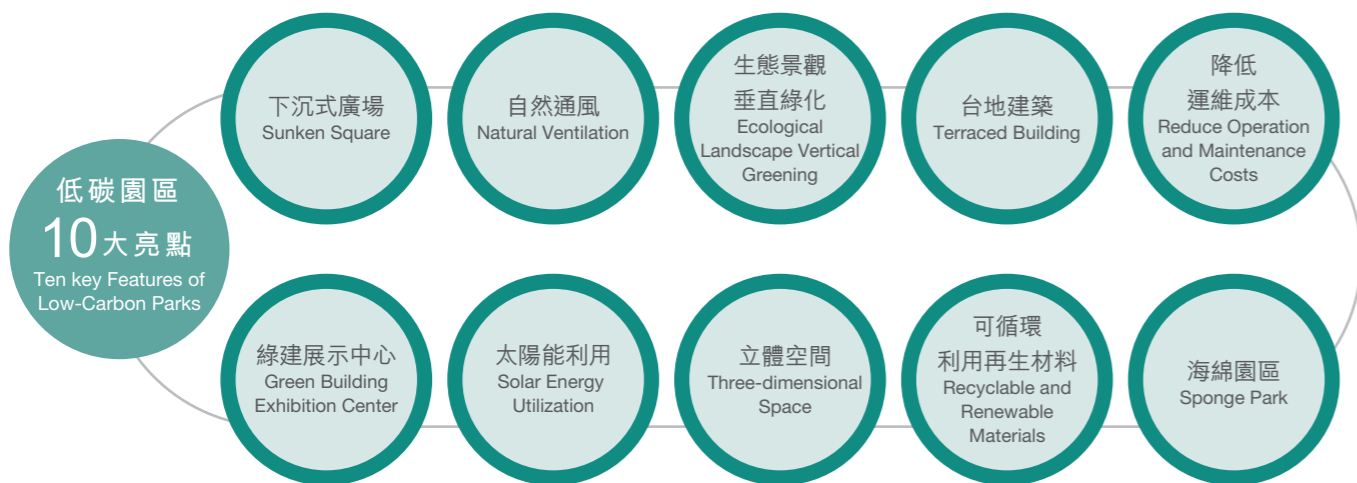 低碳園區
10大亮點
Ten key Features of
Low-Carbon Parks
下沉式廣場
Sunken Square
自然通風
Natural Ventilation
生態景觀
垂直綠化
Ecological
Landscape Vertical
Greening
台地建築
Terraced Building
降低
運維成本
Reduce Operation
and Maintenance
Costs
綠建展示中心
Green Building
Exhibition Center
太陽能利用
Solar Energy
Utilization
立體空間
Three-dimensional
Space
可循環
利用再生材料
Recyclable and
Renewable
Materials
海綿園區
Sponge Park